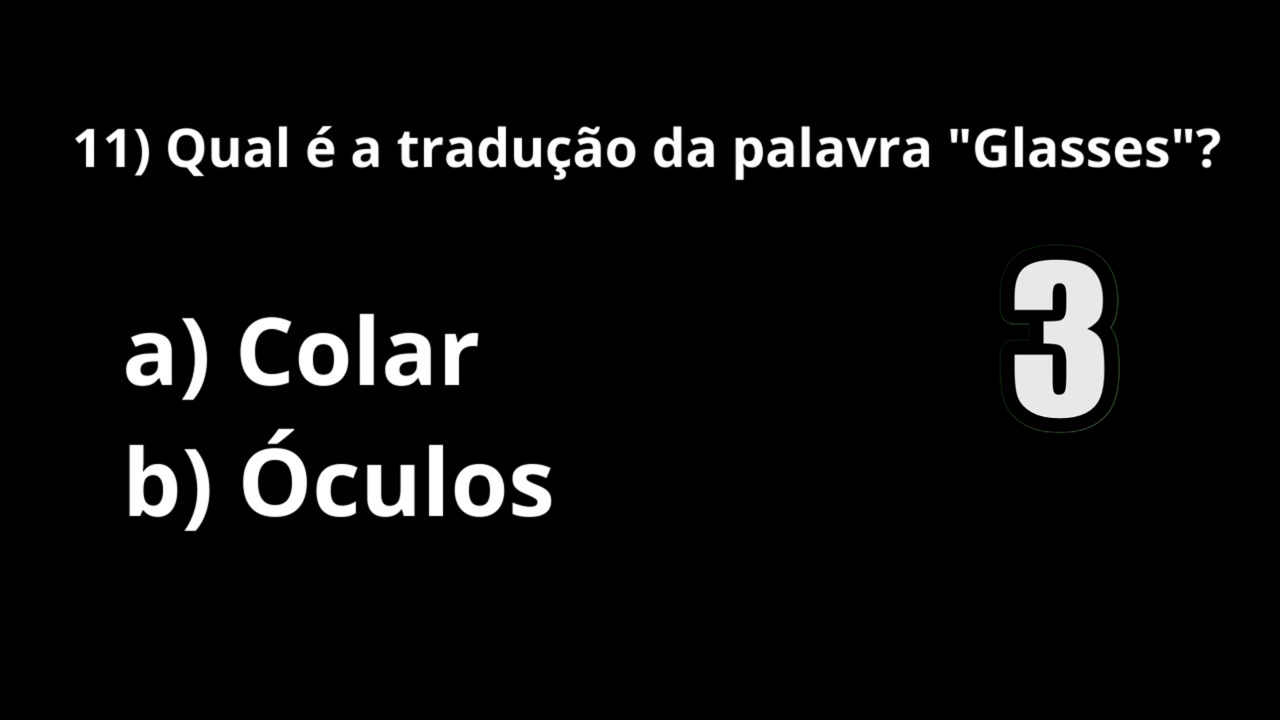 11) Qual é a tradução da palavra "Glasses"?
a) Colar
3
b) Óculos